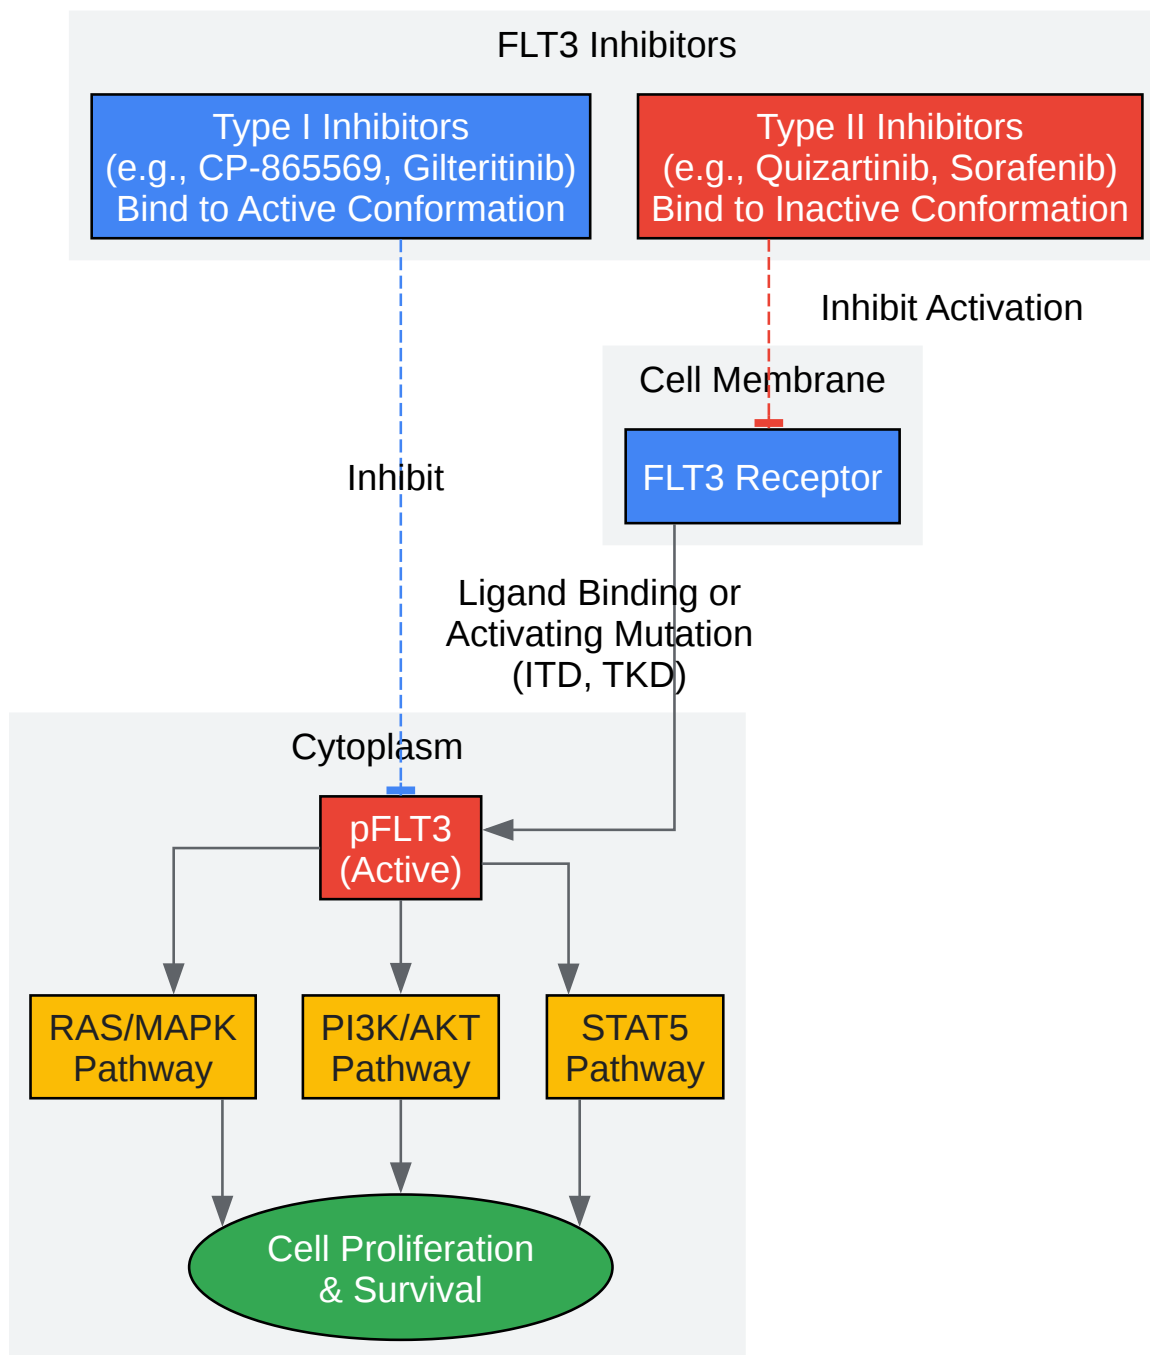 FLT3 Inhibitors
Type I Inhibitors
(e.g., CP-865569, Gilteritinib)
Bind to Active Conformation
Type II Inhibitors
(e.g., Quizartinib, Sorafenib)
Bind to Inactive Conformation
Inhibit Activation
Cell Membrane
Inhibit
FLT3 Receptor
Ligand Binding or
Activating Mutation
(ITD, TKD)
Cytoplasm
pFLT3
(Active)
RAS/MAPK
Pathway
PI3K/AKT
Pathway
STAT5
Pathway
Cell Proliferation
& Survival